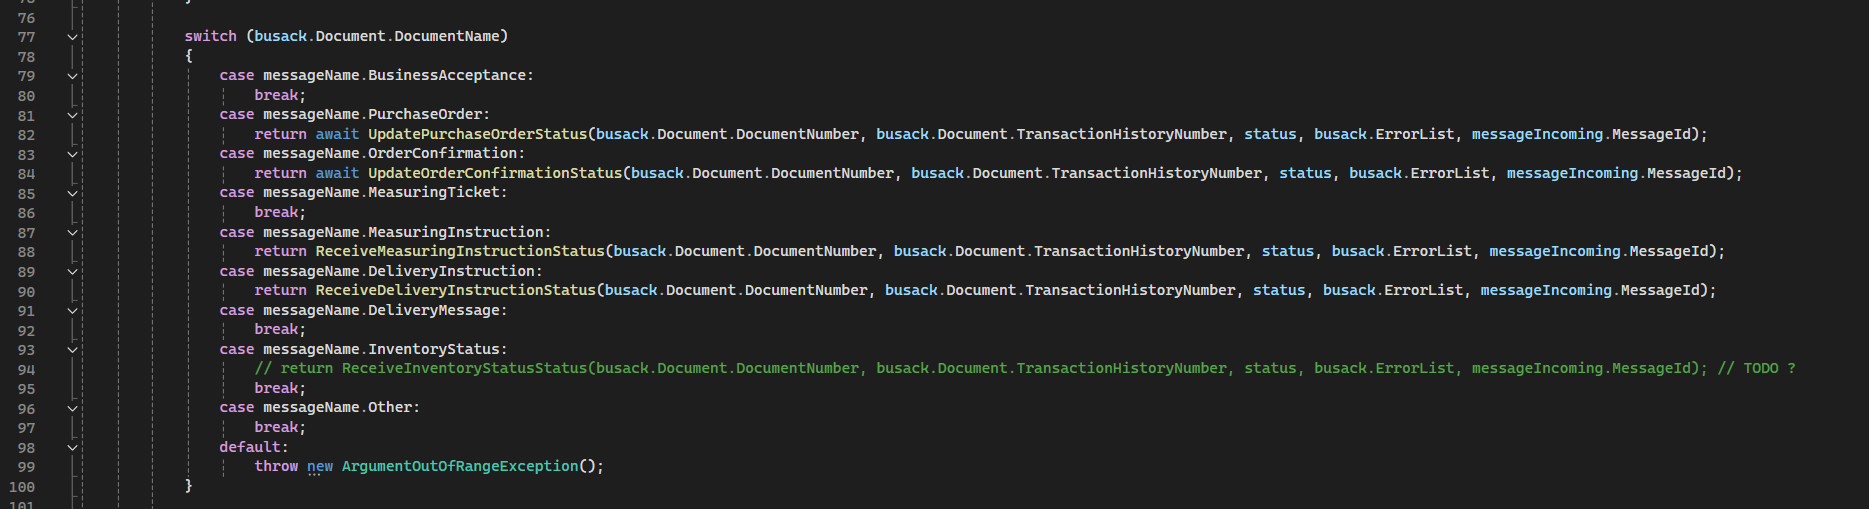 76
77 switch (busack.Document.DocumentName)
78 {
79 case messageName.BusinessAcceptance:
80 break;
81 case messageName.PurchaseOrder:
82 return await UpdatePurchaseOrderStatus(busack.Document.DocumentNumber, busack.Document.TransactionHistoryNumber, status, busack.ErrorList, messageIncoming.MessageId);
83 case messageName.OrderConfirmation:
84 return await UpdateOrderConfirmationStatus(busack.Document.DocumentNumber, busack.Document.TransactionHistoryNumber, status, busack.ErrorList, messageIncoming.MessageId);
85 case messageName.MeasuringTicket:
86 break;
87 case messageName.MeasuringInstruction:
88 return ReceiveMeasuringInstructionStatus(busack.Document.DocumentNumber, busack.Document.TransactionHistoryNumber, status, busack.ErrorList, messageIncoming.MessageId);
89 case messageName.DeliveryInstruction:
90 return ReceiveDeliveryInstructionStatus(busack.Document.DocumentNumber, busack.Document.TransactionHistoryNumber, status, busack.ErrorList, messageIncoming.MessageId);
91 case messageName.DeliveryMessage:
92 break;
93 case messageName.InventoryStatus:
94 // return ReceiveInventoryStatusStatus(busack.Document.DocumentNumber, busack.Document.TransactionHistoryNumber, status, busack.ErrorList, messageIncoming.MessageId); // TODO ?
95 break;
96 case messageName.Other:
97 break;
98 default:
99 throw new ArgumentOutOfRangeException();
100 }
101